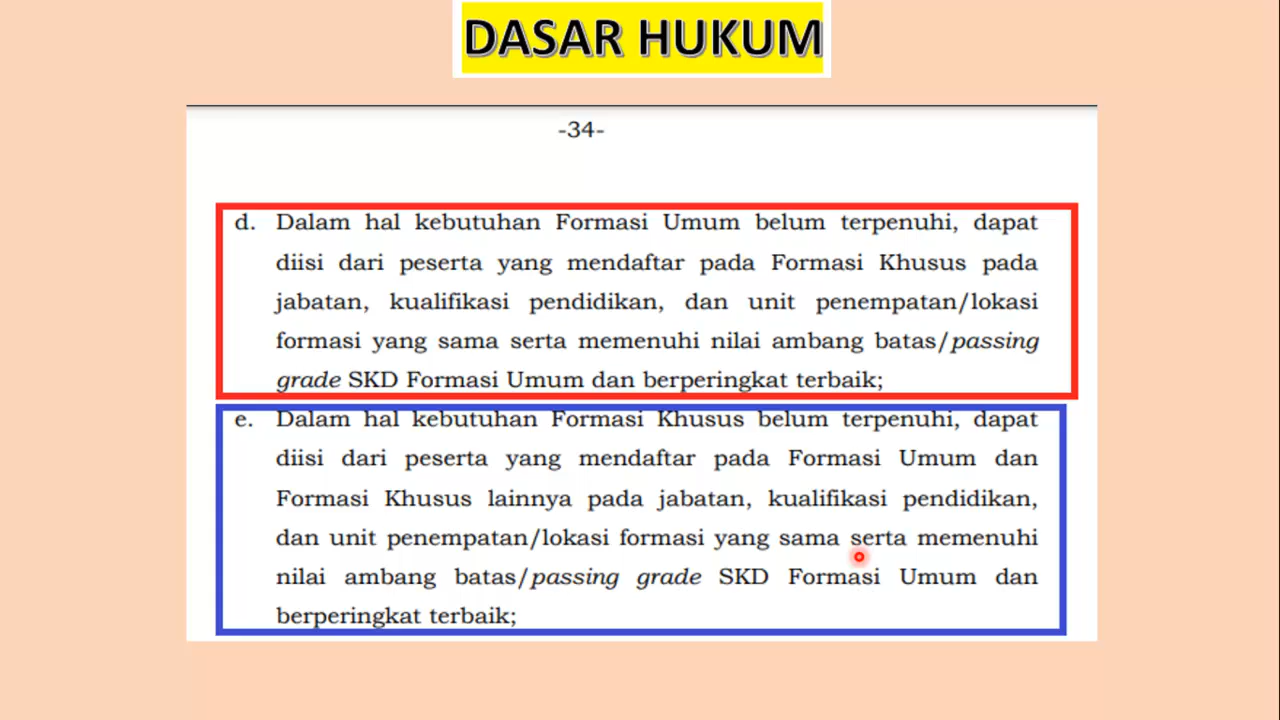 DASAR HUKUM
-34-
d. Dalam hal kebutuhan Formasi Umum belum terpenuhi, dapat
diisi dari peserta yang mendaftar pada Formasi Khusus pada
jabatan, kualifikasi pendidikan, dan unit penempatan/lokasi
formasi yang sama serta memenuhi nilai ambang batas/passing
grade SKD Formasi Umum dan berperingkat terbaik;
e. Dalam hal kebutuhan Formasi Khusus belum terpenuhi, dapat
diisi dari peserta yang mendaftar pada Formasi Umum dan
Formasi Khusus lainnya pada jabatan, kualifikasi pendidikan,
dan unit penempatan/lokasi formasi yang sama serta memenuhi
nilai ambang batas/passing grade SKD Formasi Umum dan
berperingkat terbaik;